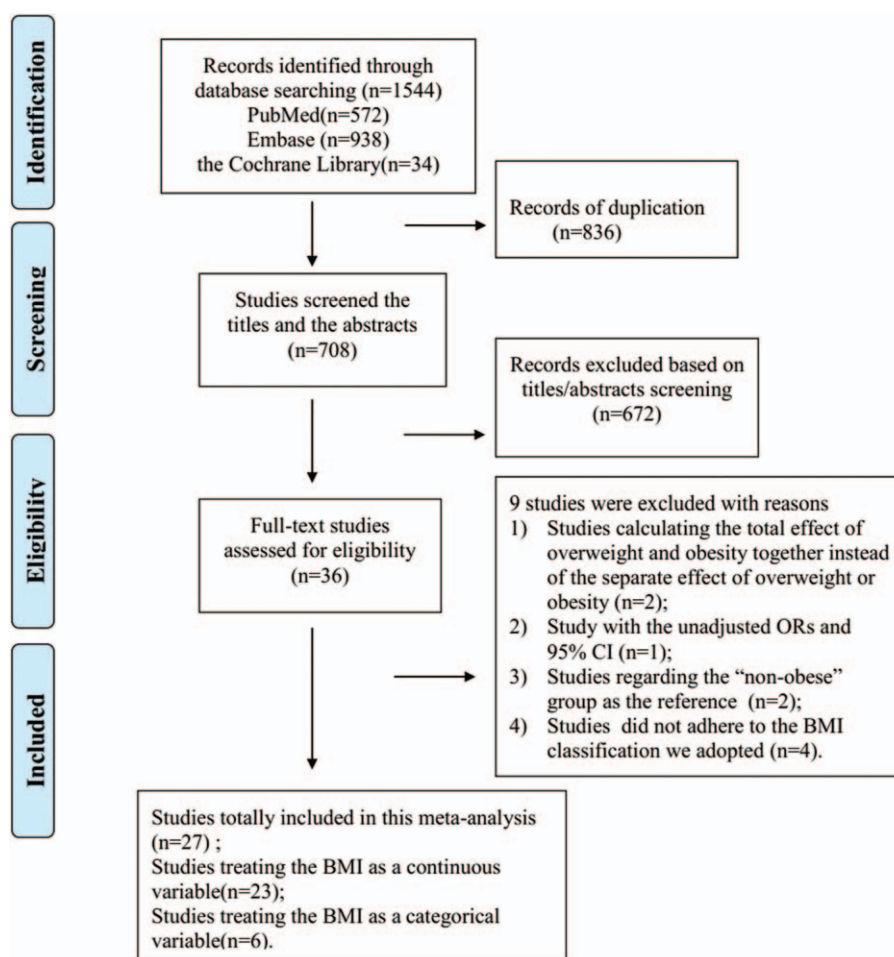 Identification
Records identified through
database searching (n=1544)
PubMed(n=572)
Embase (n=938)
the Cochrane Library(n=34)
Records of duplication
(n=836)
Screening
Studies screened the
titles and the abstracts
(n=708)
Records excluded based on
titles/abstracts screening
(n=672)
Eligibility
Full-text studies
assessed for eligibility
(n=36)
9 studies were excluded with reasons
1) Studies calculating the total effect of
overweight and obesity together instead
of the separate effect of overweight or
obesity (n=2);
2) Study with the unadjusted ORs and
95% CI (n=1);
3) Studies regarding the “non-obese”
group as the reference (n=2);
4) Studies did not adhere to the BMI
classification we adopted (n=4).
Included
Studies totally included in this meta-analysis
(n=27) ;
Studies treating the BMI as a continuous
variable(n=23);
Studies treating the BMI as a categorical
variable(n=6).